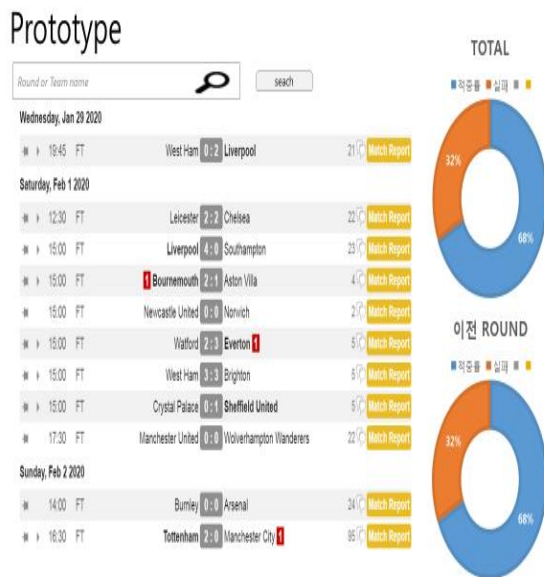 Prototype
Round or Team name
seach
Wednesday, Jan 29 2020
19:45 FT West Ham 0:2 Liverpool 21 Match Report
Saturday, Feb 1 2020
12:30 FT Leicester 2:2 Chelsea 22 Match Report
15:00 FT Liverpool 4:0 Southampton 23 Match Report
15:00 FT 1 Bournemouth 2:1 Aston Villa 4 Match Report
15:00 FT Newcastle United 0:0 Norwich 2 Match Report
15:00 FT Watford 2:3 Everton 1 5 Match Report
15:00 FT West Ham 3:3 Brighton 5 Match Report
15:00 FT Crystal Palace 0:1 Sheffield United 5 Match Report
17:30 FT Manchester United 0:0 Wolverhampton Wanderers 22 Match Report
Sunday, Feb 2 2020
14:00 FT Burnley 0:0 Arsenal 24 Match Report
16:30 FT Tottenham 2:0 Manchester City 1 95 Match Report
TOTAL
적중률 실패
32%
68%
이전 ROUND
적중률 실패
32%
68%